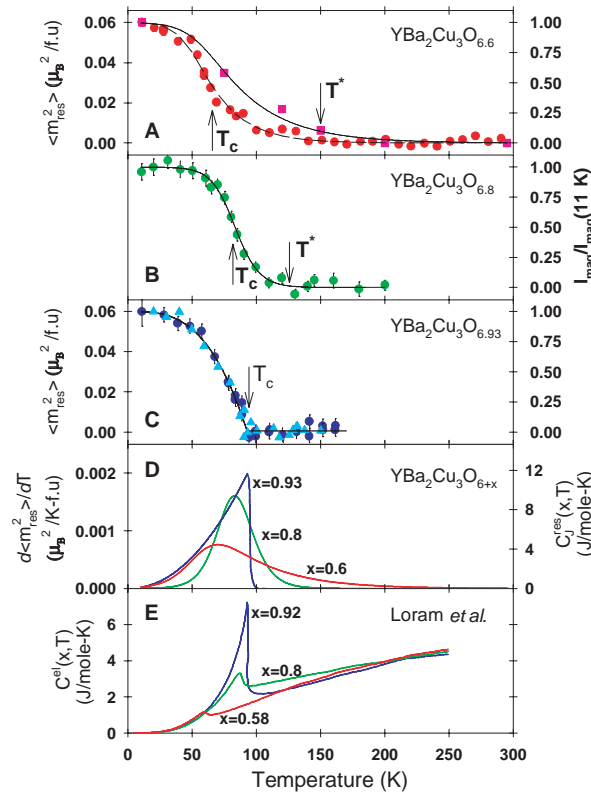 0.06
0.04
0.02
0.00
<m²res> (μB²/f.u)
YBa2Cu3O6.6
T*
Tc
A
1.00
0.75
0.50
0.25
0.00
YBa2Cu3O6.8
T*
Tc
B
1.00
0.75
0.50
0.25
0.00
Imag/Imag(11 K)
0.06
0.04
0.02
0.00
<m²res> (μB²/f.u)
YBa2Cu3O6.93
Tc
C
1.00
0.75
0.50
0.25
0.00
0.002
0.001
0.000
d<m²res>/dT
(μB²/K-f.u)
D
YBa2Cu3O6+x
x=0.93
x=0.8
x=0.6
12
8
4
0
CJres(x,T)
(J/mole-K)
6
4
2
0
Cel(x,T)
(J/mole-K)
E
Loram et al.
x=0.92
x=0.8
x=0.58
0 50 100 150 200 250 300
Temperature (K)